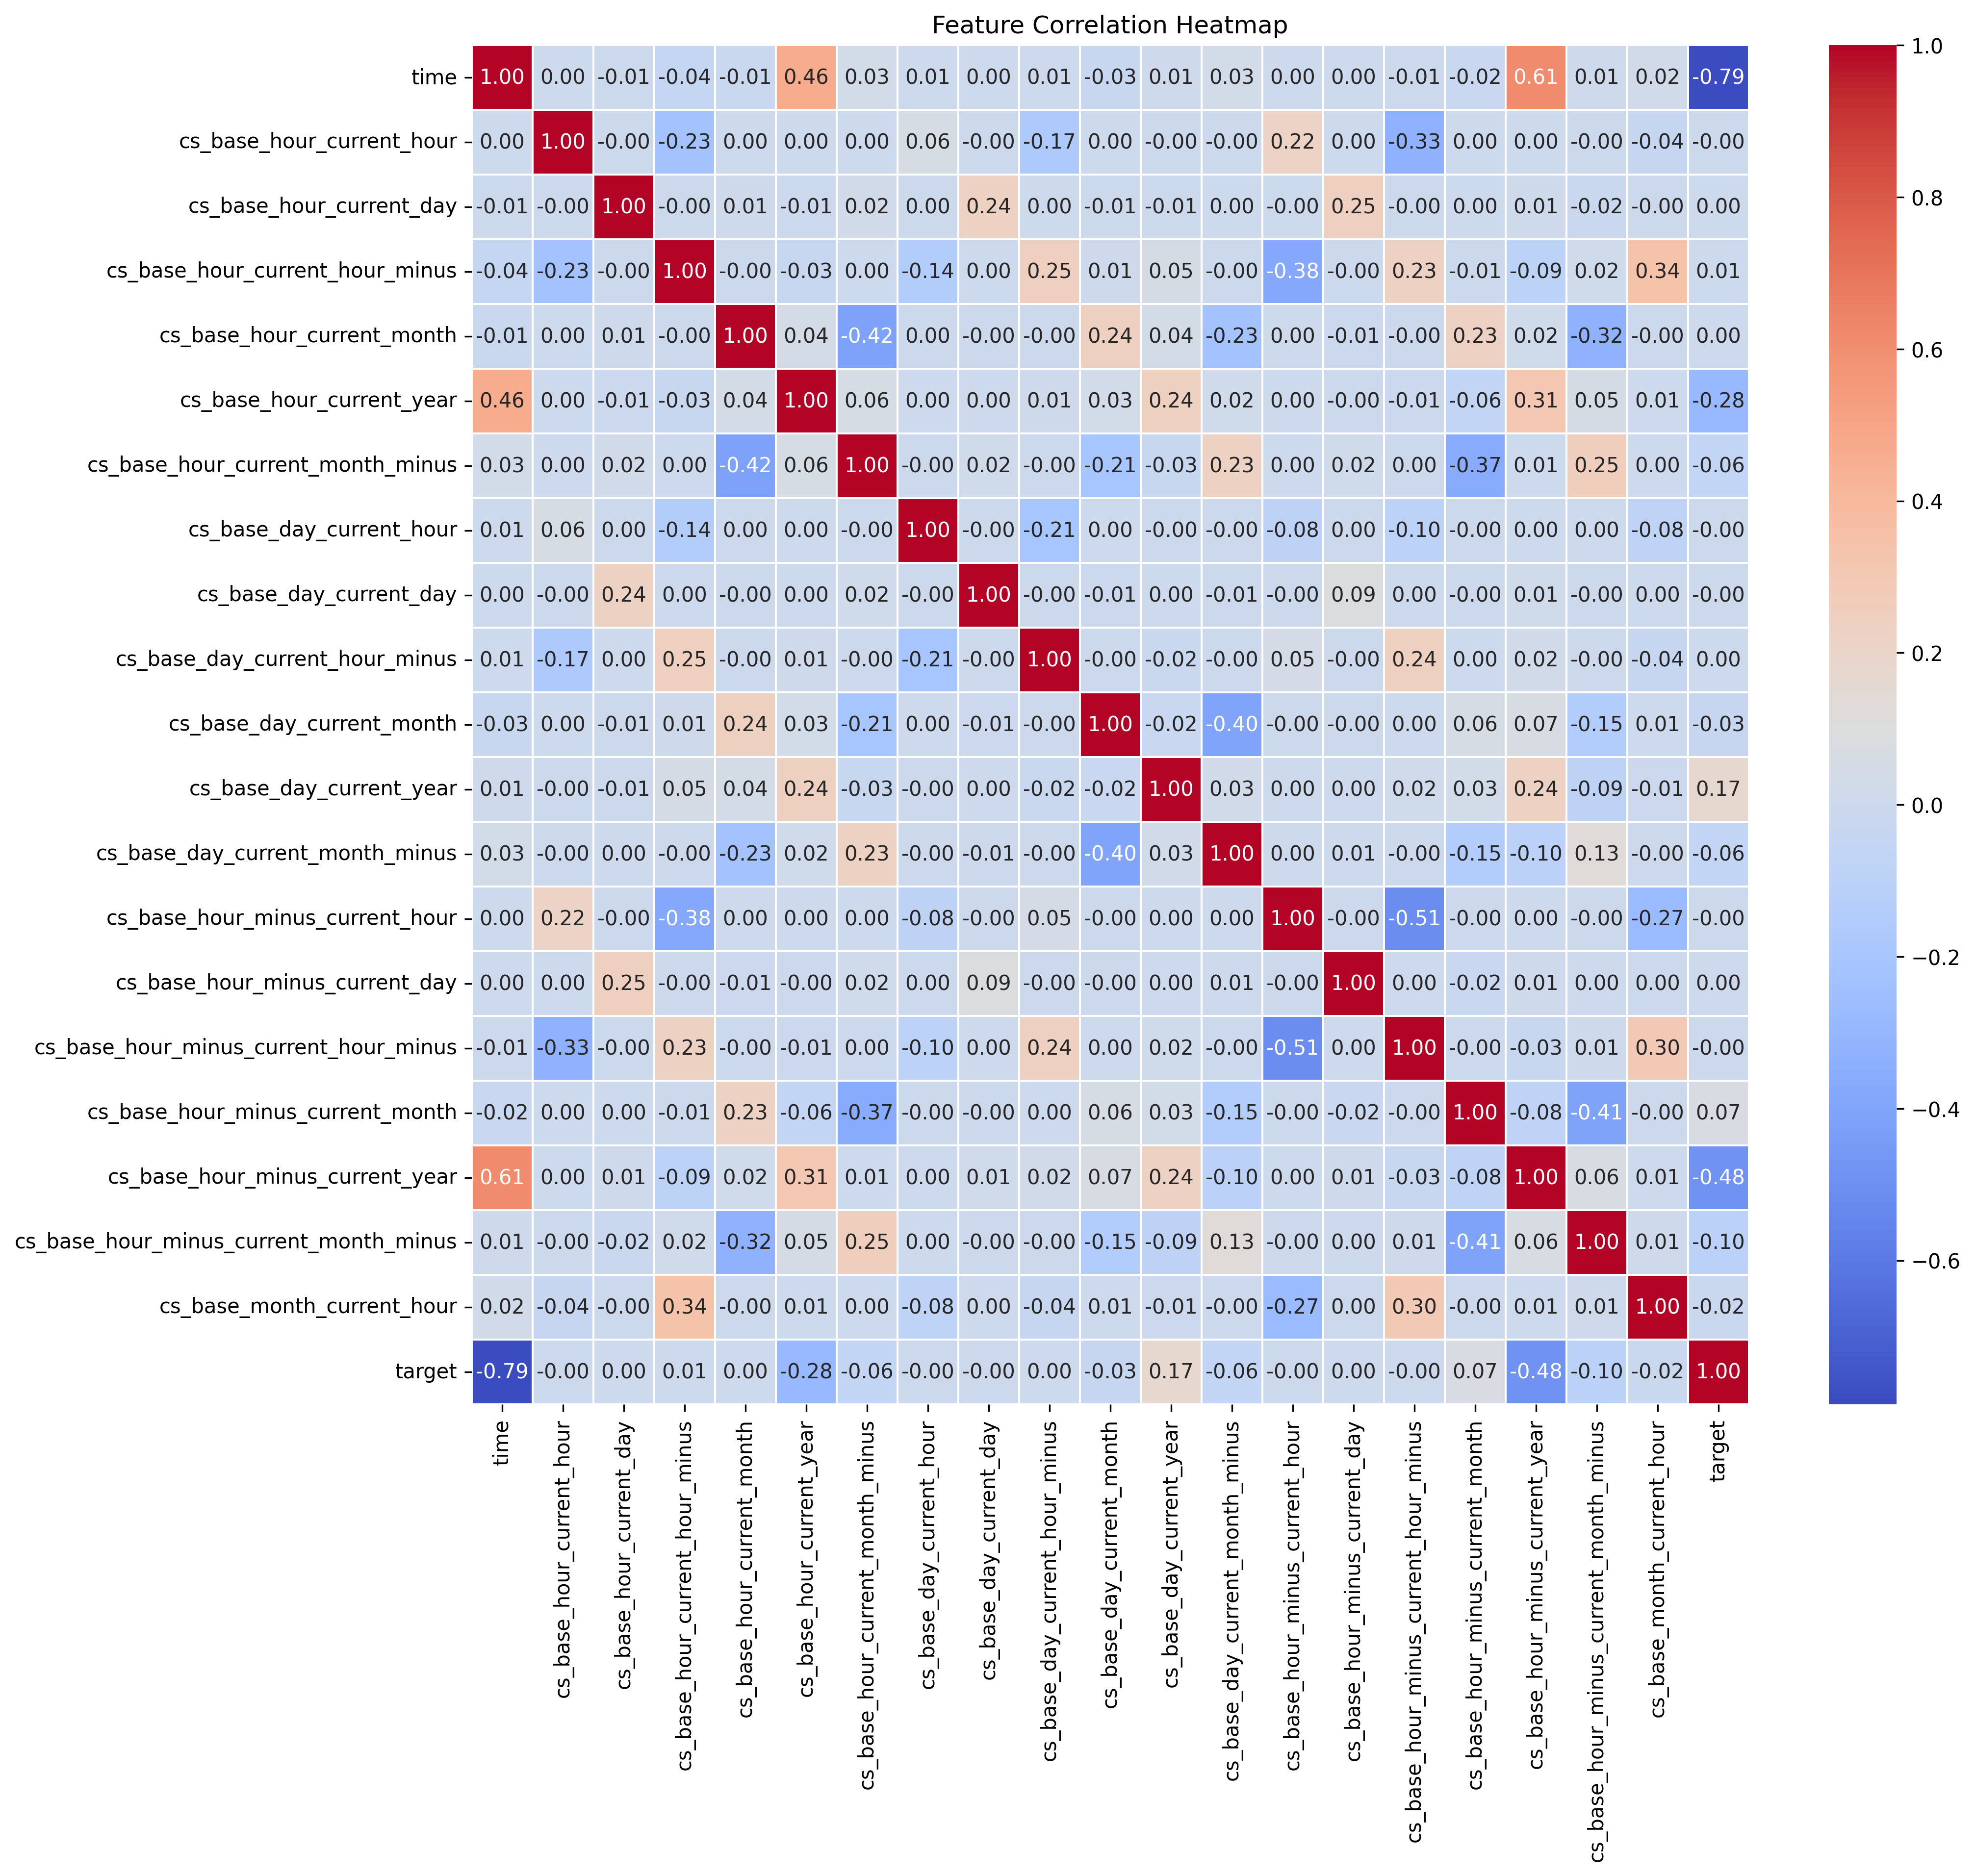 Feature Correlation Heatmap
time 1.00 0.00 -0.01 -0.04 -0.01 0.46 0.03 0.01 0.00 0.01 -0.03 0.01 0.03 0.00 0.00 -0.01 -0.02 0.61 0.01 0.02 -0.79
cs_base_hour_current_hour 0.00 1.00 -0.00 -0.23 0.00 0.00 0.00 0.06 -0.00 -0.17 0.00 -0.00 -0.00 0.22 0.00 -0.33 0.00 0.00 -0.00 -0.04 -0.00
cs_base_hour_current_day -0.01 -0.00 1.00 -0.00 0.01 -0.01 0.02 0.00 0.24 0.00 -0.01 -0.01 0.00 -0.00 0.25 -0.00 0.00 0.01 -0.02 -0.00 0.00
cs_base_hour_current_hour_minus -0.04 -0.23 -0.00 1.00 -0.00 -0.03 0.00 -0.14 0.00 0.25 0.01 0.05 -0.00 -0.38 -0.00 0.23 -0.01 -0.09 0.02 0.34 0.01
cs_base_hour_current_month -0.01 0.00 0.01 -0.00 1.00 0.04 -0.42 0.00 -0.00 -0.00 0.24 0.04 -0.23 0.00 -0.01 -0.00 0.23 0.02 -0.32 -0.00 0.00
cs_base_hour_current_year 0.46 0.00 -0.01 -0.03 0.04 1.00 0.06 0.00 0.00 0.01 0.03 0.24 0.02 0.00 -0.00 -0.01 -0.06 0.31 0.05 0.01 -0.28
cs_base_hour_current_month_minus 0.03 0.00 0.02 0.00 -0.42 0.06 1.00 -0.00 0.02 -0.00 -0.21 -0.03 0.23 0.00 0.02 0.00 -0.37 0.01 0.25 0.00 -0.06
cs_base_day_current_hour 0.01 0.06 0.00 -0.14 0.00 0.00 -0.00 1.00 -0.00 -0.21 0.00 -0.00 -0.00 -0.08 0.00 -0.10 -0.00 0.00 0.00 -0.08 -0.00
cs_base_day_current_day 0.00 -0.00 0.24 0.00 -0.00 0.00 0.02 -0.00 1.00 -0.00 -0.01 0.00 -0.01 -0.00 0.09 0.00 -0.00 0.01 -0.00 0.00 -0.00
cs_base_day_current_hour_minus 0.01 -0.17 0.00 0.25 -0.00 0.01 -0.00 -0.21 -0.00 1.00 -0.00 -0.02 -0.00 0.05 -0.00 0.24 0.00 0.02 -0.00 -0.04 0.00
cs_base_day_current_month -0.03 0.00 -0.01 0.01 0.24 0.03 -0.21 0.00 -0.01 -0.00 1.00 -0.02 -0.40 -0.00 -0.00 0.00 0.06 0.07 -0.15 0.01 -0.03
cs_base_day_current_year 0.01 -0.00 -0.01 0.05 0.04 0.24 -0.03 -0.00 0.00 -0.02 -0.02 1.00 0.03 0.00 0.00 0.02 0.03 0.24 -0.09 -0.01 0.17
cs_base_day_current_month_minus 0.03 -0.00 0.00 -0.00 -0.23 0.02 0.23 -0.00 -0.01 -0.00 -0.40 0.03 1.00 0.00 0.01 -0.00 -0.15 -0.10 0.13 -0.00 -0.06
cs_base_hour_minus_current_hour 0.00 0.22 -0.00 -0.38 0.00 0.00 0.00 -0.08 -0.00 0.05 -0.00 0.00 0.00 1.00 -0.00 -0.51 -0.00 0.00 -0.00 -0.27 -0.00
cs_base_hour_minus_current_day 0.00 0.00 0.25 -0.00 -0.01 -0.00 0.02 0.00 0.09 -0.00 -0.00 0.00 0.01 -0.00 1.00 0.00 -0.02 0.01 0.00 0.00 0.00
cs_base_hour_minus_current_hour_minus -0.01 -0.33 -0.00 0.23 -0.00 -0.01 0.00 -0.10 0.00 0.24 0.00 0.02 -0.00 -0.51 0.00 1.00 -0.00 -0.03 0.01 0.30 -0.00
cs_base_hour_minus_current_month -0.02 0.00 0.00 -0.01 0.23 -0.06 -0.37 -0.00 -0.00 0.00 0.06 0.03 -0.15 -0.00 -0.02 -0.00 1.00 -0.08 -0.41 -0.00 0.07
cs_base_hour_minus_current_year 0.61 0.00 0.01 -0.09 0.02 0.31 0.01 0.00 0.01 0.02 0.07 0.24 -0.10 0.00 0.01 -0.03 -0.08 1.00 0.06 0.01 -0.48
cs_base_hour_minus_current_month_minus 0.01 -0.00 -0.02 0.02 -0.32 0.05 0.25 0.00 -0.00 -0.00 -0.15 -0.09 0.13 -0.00 0.00 0.01 -0.41 0.06 1.00 0.01 -0.10
cs_base_month_current_hour 0.02 -0.04 -0.00 0.34 -0.00 0.01 0.00 -0.08 0.00 -0.04 0.01 -0.01 -0.00 -0.27 0.00 0.30 -0.00 0.01 0.01 1.00 -0.02
target -0.79 -0.00 0.00 0.01 0.00 -0.28 -0.06 -0.00 -0.00 0.00 -0.03 0.17 -0.06 -0.00 0.00 -0.00 0.07 -0.48 -0.10 -0.02 1.00
time
cs_base_hour_current_hour
cs_base_hour_current_day
cs_base_hour_current_hour_minus
cs_base_hour_current_month
cs_base_hour_current_year
cs_base_hour_current_month_minus
cs_base_day_current_hour
cs_base_day_current_day
cs_base_day_current_hour_minus
cs_base_day_current_month
cs_base_day_current_year
cs_base_day_current_month_minus
cs_base_hour_minus_current_hour
cs_base_hour_minus_current_day
cs_base_hour_minus_current_hour_minus
cs_base_hour_minus_current_month
cs_base_hour_minus_current_year
cs_base_hour_minus_current_month_minus
cs_base_month_current_hour
target
1.0
0.8
0.6
0.4
0.2
0.0
−0.2
−0.4
−0.6